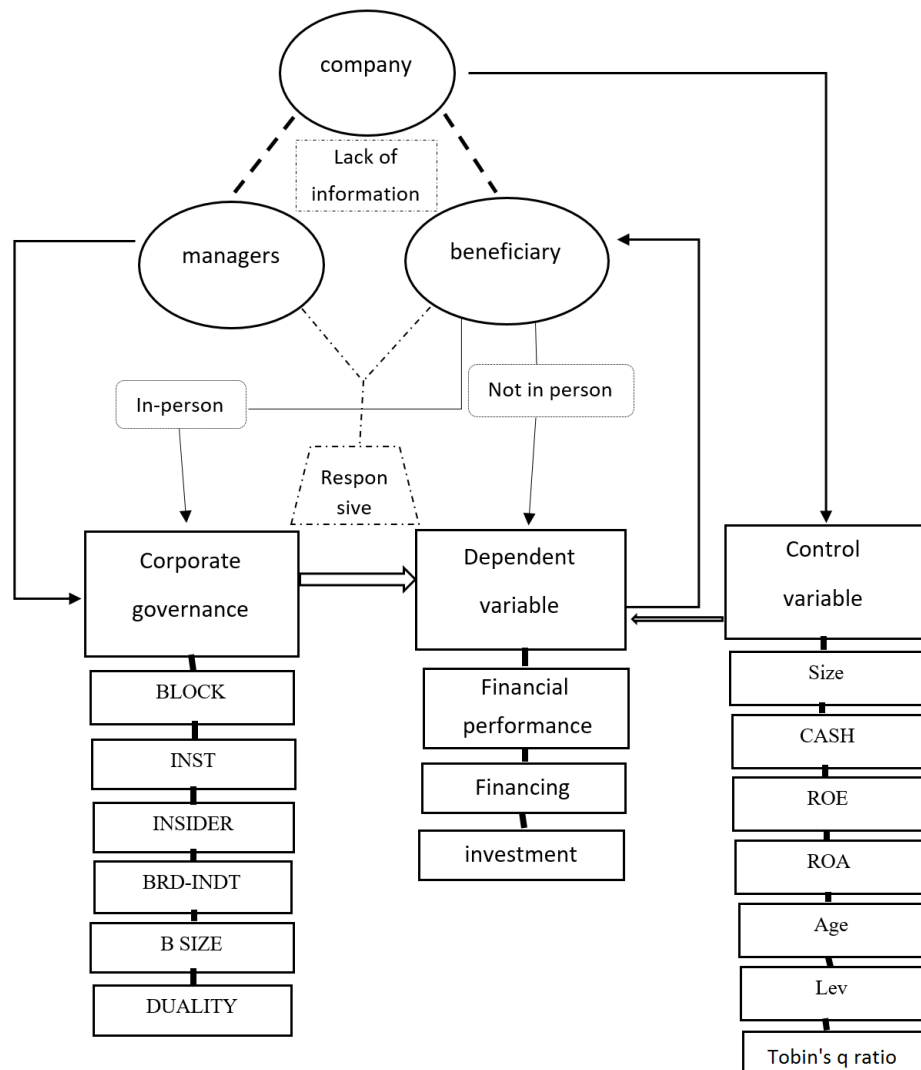 company
Lack of
information
managers
beneficiary
In-person
Not in person
Respon
sive
Corporate
governance
Dependent
variable
Control
variable
BLOCK
INST
INSIDER
BRD-INDT
B SIZE
DUALITY
Financial
performance
Financing
investment
Size
CASH
ROE
ROA
Age
Lev
Tobin's q ratio